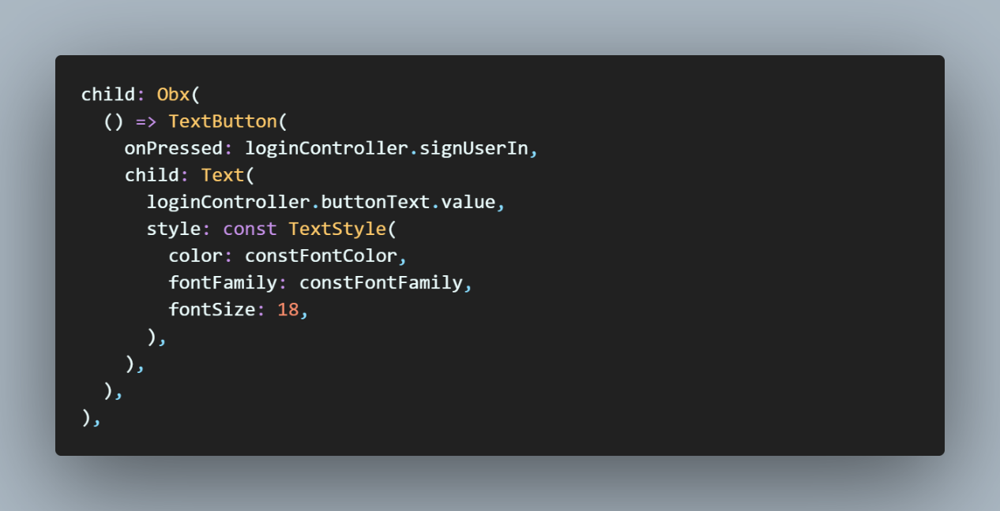 child: Obx(
  () => TextButton(
    onPressed: loginController.signUserIn,
    child: Text(
      loginController.buttonText.value,
      style: const TextStyle(
        color: constFontColor,
        fontFamily: constFontFamily,
        fontSize: 18,
      ),
    ),
  ),
),